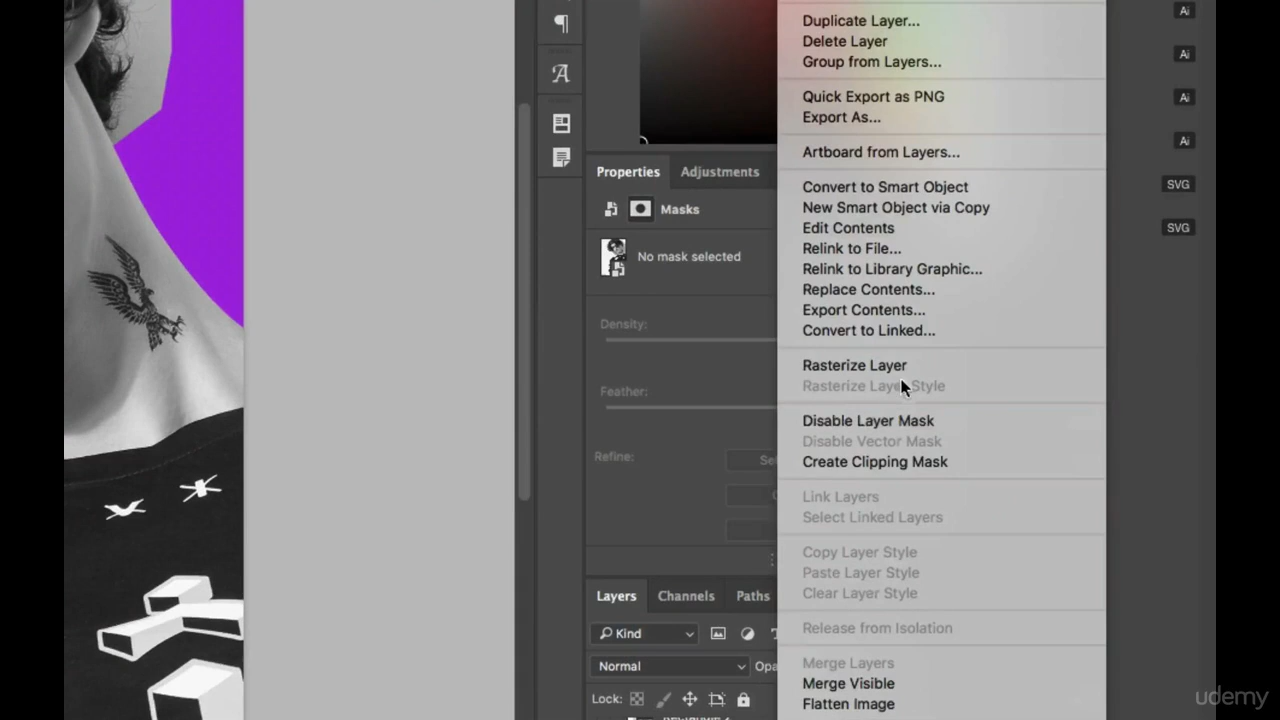 Duplicate Layer...
Delete Layer
Group from Layers...
Quick Export as PNG
Export As...
Artboard from Layers...
Convert to Smart Object
New Smart Object via Copy
Edit Contents
Relink to File...
Relink to Library Graphic...
Replace Contents...
Export Contents...
Convert to Linked...
Rasterize Layer
Rasterize Layer Style
Disable Layer Mask
Disable Vector Mask
Create Clipping Mask
Link Layers
Select Linked Layers
Copy Layer Style
Paste Layer Style
Clear Layer Style
Release from Isolation
Merge Layers
Merge Visible
Flatten Image
Properties Adjustments
Masks
No mask selected
Density:
Feather:
Refine:
Layers Channels Paths
Kind
Normal Opa
Lock:
Ai
Ai
Ai
Ai
SVG
SVG
udemy